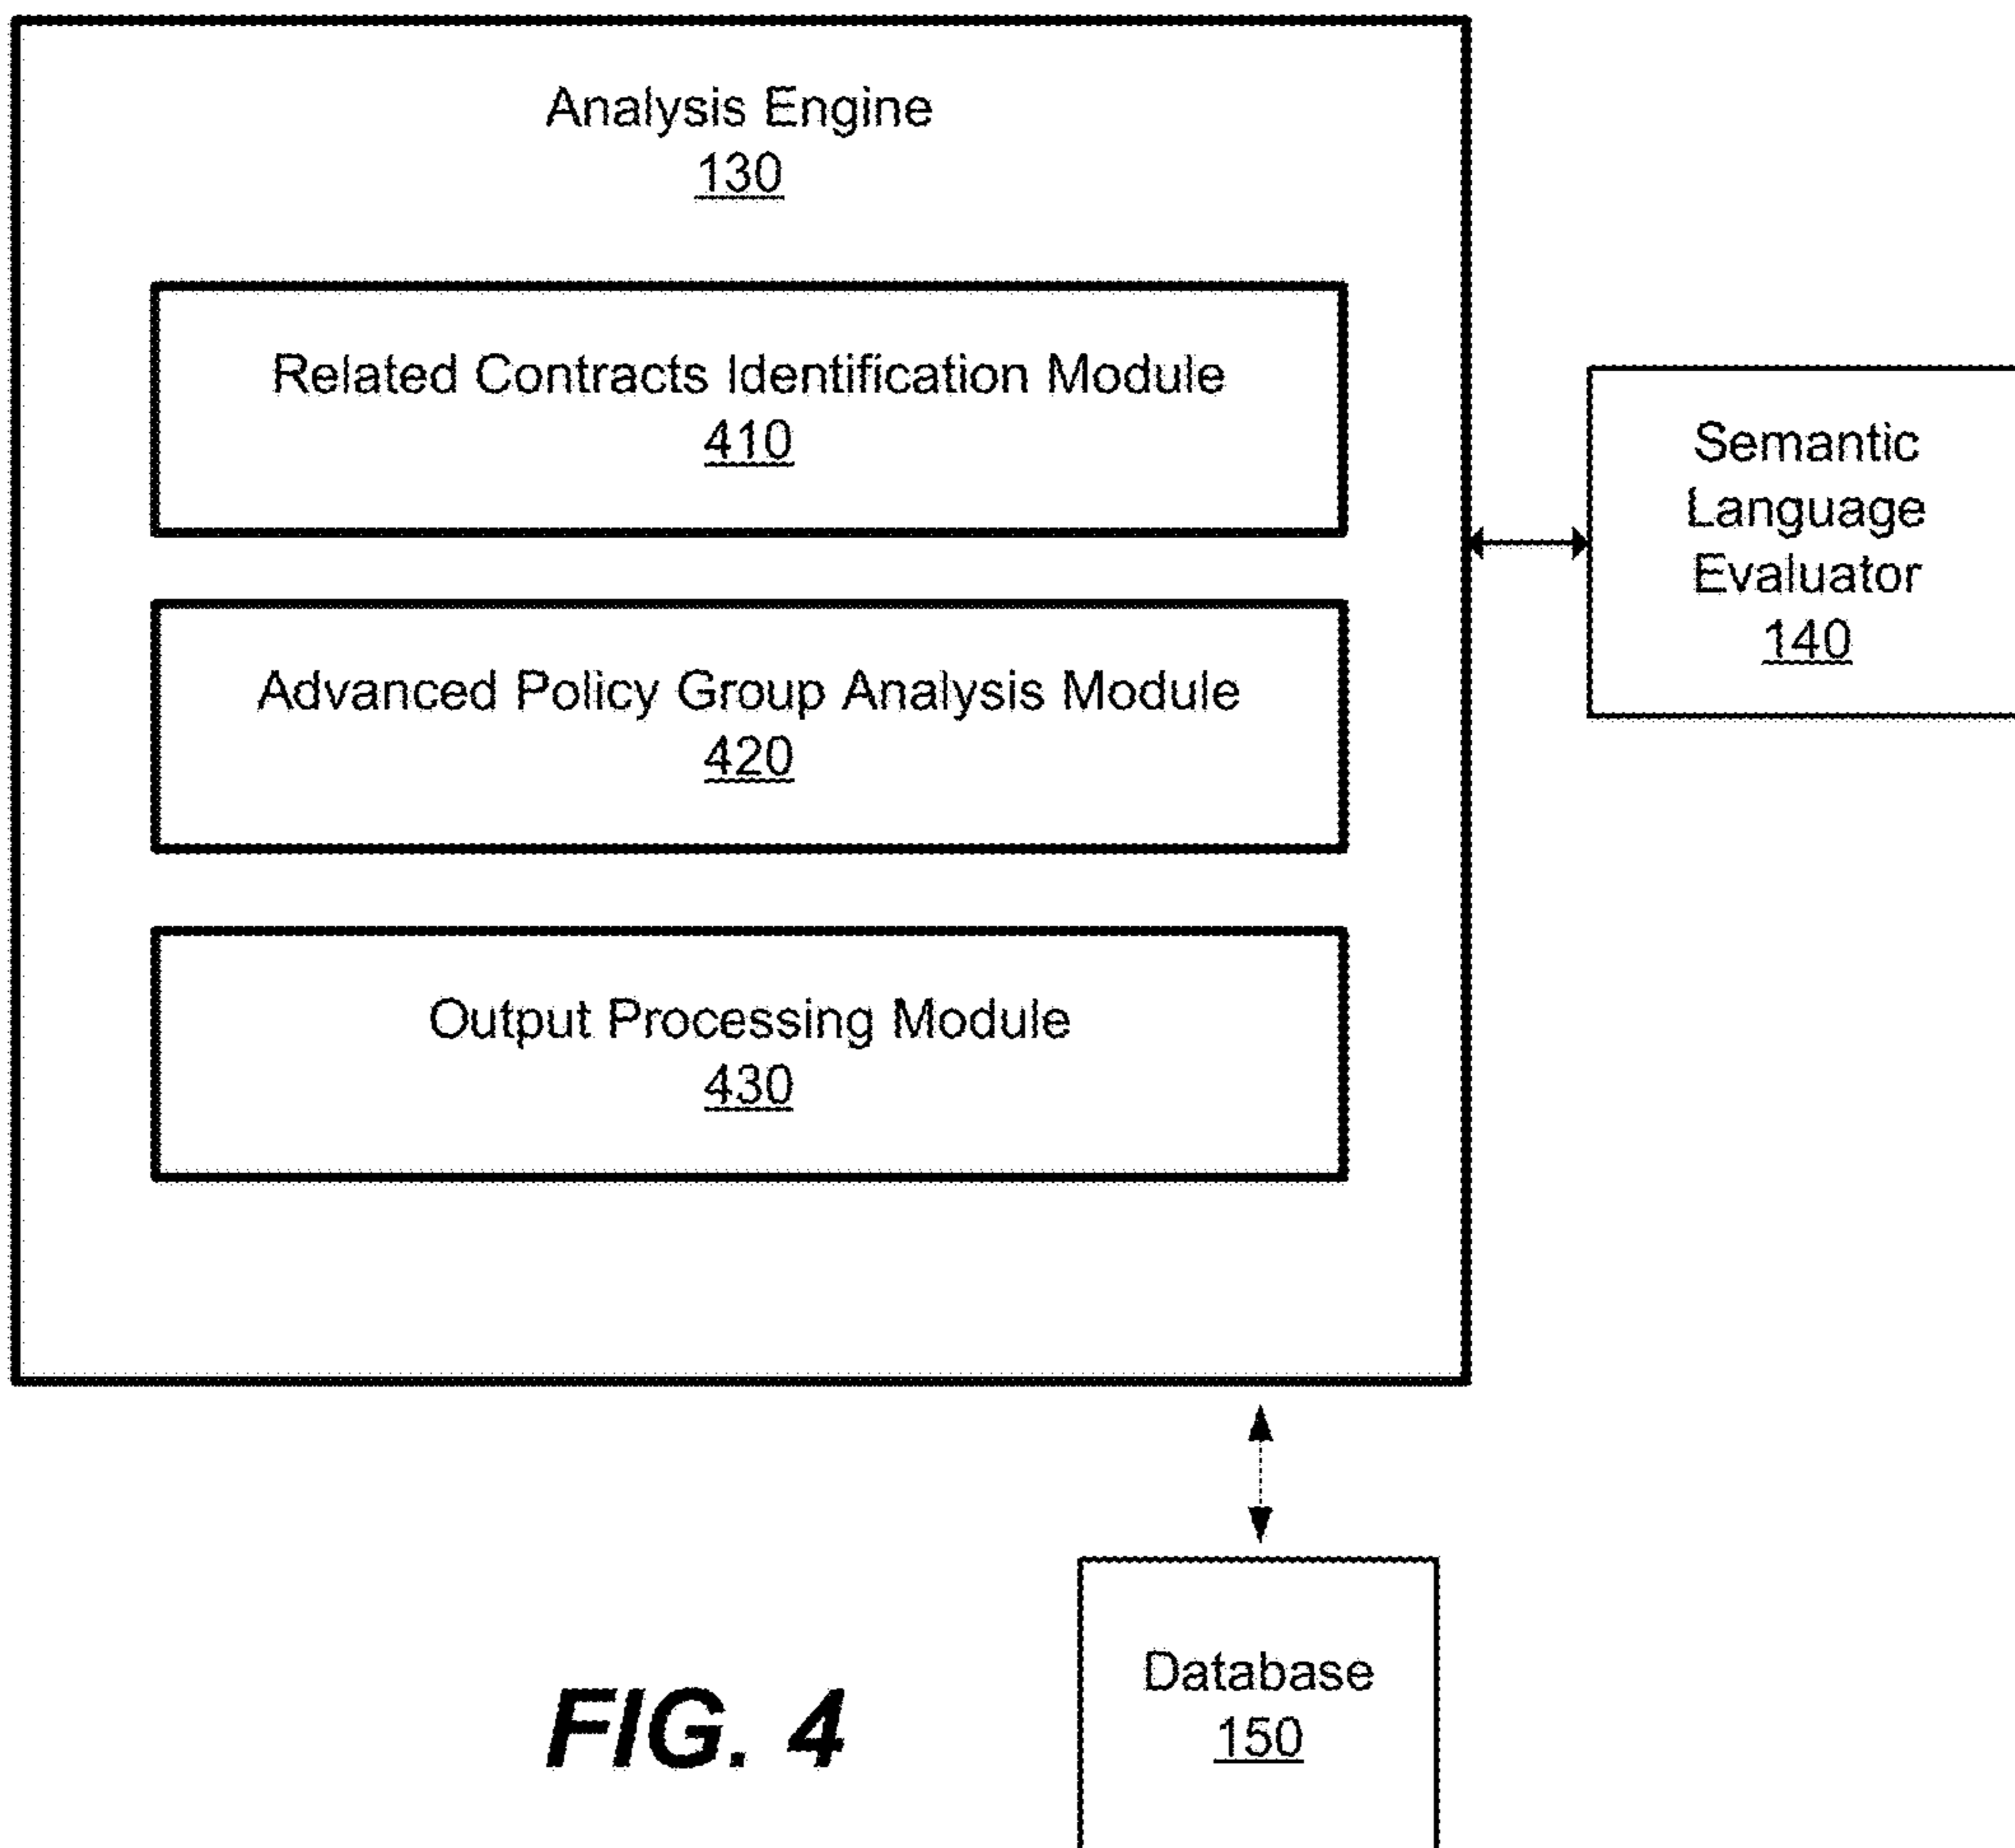 Analysis Engine
130
Related Contracts Identification Module
410
Advanced Policy Group Analysis Module
420
Output Processing Module
430
Semantic
Language
Evaluator
140
Database
150
FIG. 4